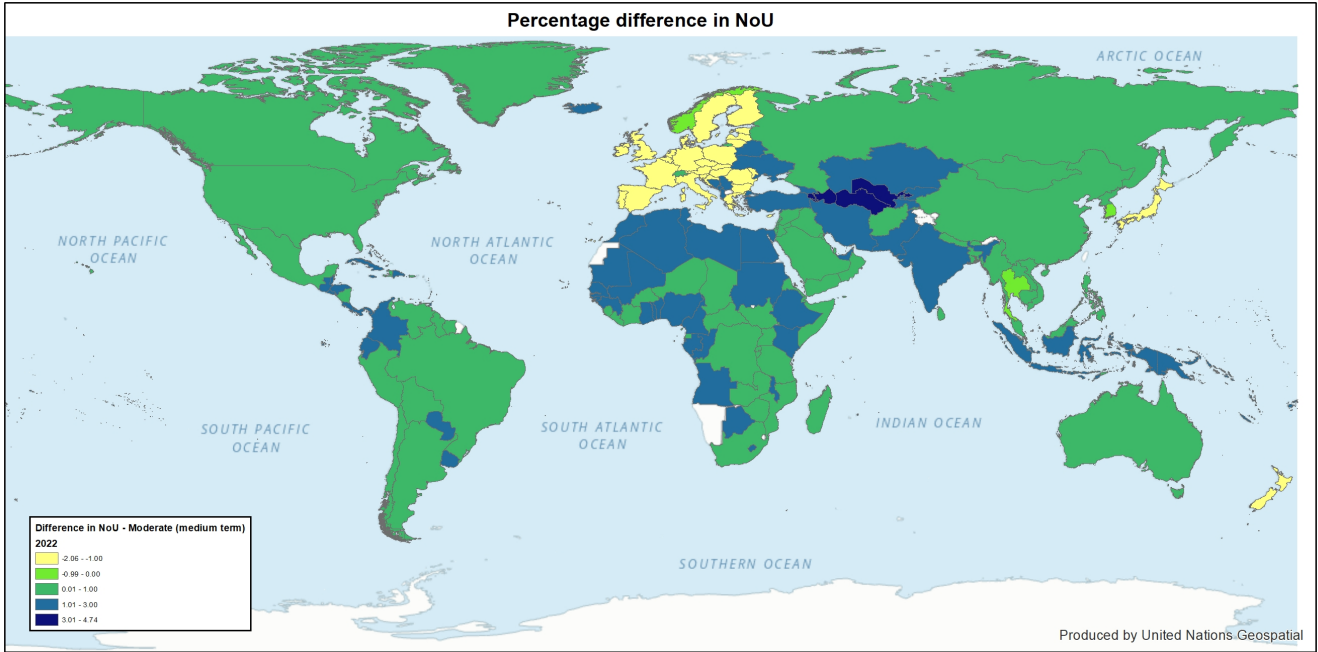 Percentage difference in NoU
ARCTIC OCEAN
NORTH PACIFIC
OCEAN
NORTH ATLANTIC
OCEAN
SOUTH PACIFIC
OCEAN
SOUTH ATLANTIC
OCEAN
INDIAN OCEAN
SOUTHERN OCEAN
Difference in NoU - Moderate (medium term)
2022
-2.06 - -1.00
-0.99 - 0.00
0.01 - 1.00
1.01 - 3.00
3.01 - 4.74
Produced by United Nations Geospatial